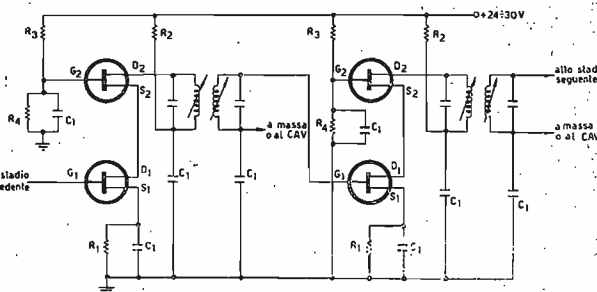 +24÷30V
R3
R2
R3
R2
G2
D2
S2
G2
D2
S2
allo stad
seguente
R4
C1
a massa
o al CAV
R4
C1
a massa
o al CAV
stadio
edente
G1
D1
S1
C1
C1
G1
D1
S1
C1
C1
R1
C1
R1
C1